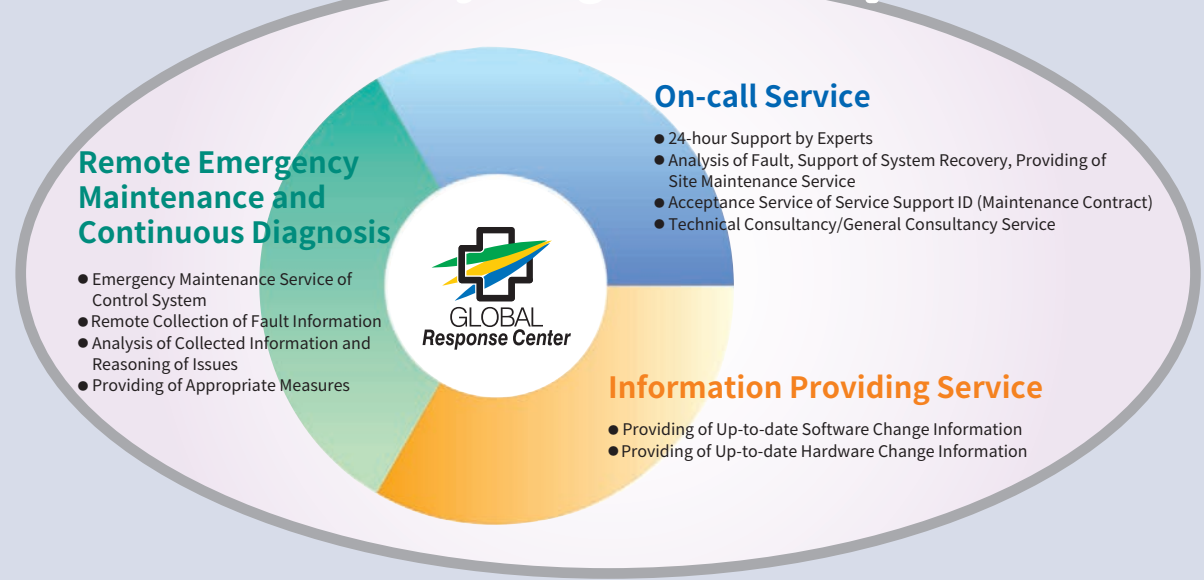 On-call Service
● 24-hour Support by Experts
● Analysis of Fault, Support of System Recovery, Providing of
Site Maintenance Service
● Acceptance Service of Service Support ID (Maintenance Contract)
● Technical Consultancy/General Consultancy Service
Remote Emergency
Maintenance and
Continuous Diagnosis
● Emergency Maintenance Service of
Control System
● Remote Collection of Fault Information
● Analysis of Collected Information and
Reasoning of Issues
● Providing of Appropriate Measures
GLOBAL
Response Center
Information Providing Service
● Providing of Up-to-date Software Change Information
● Providing of Up-to-date Hardware Change Information